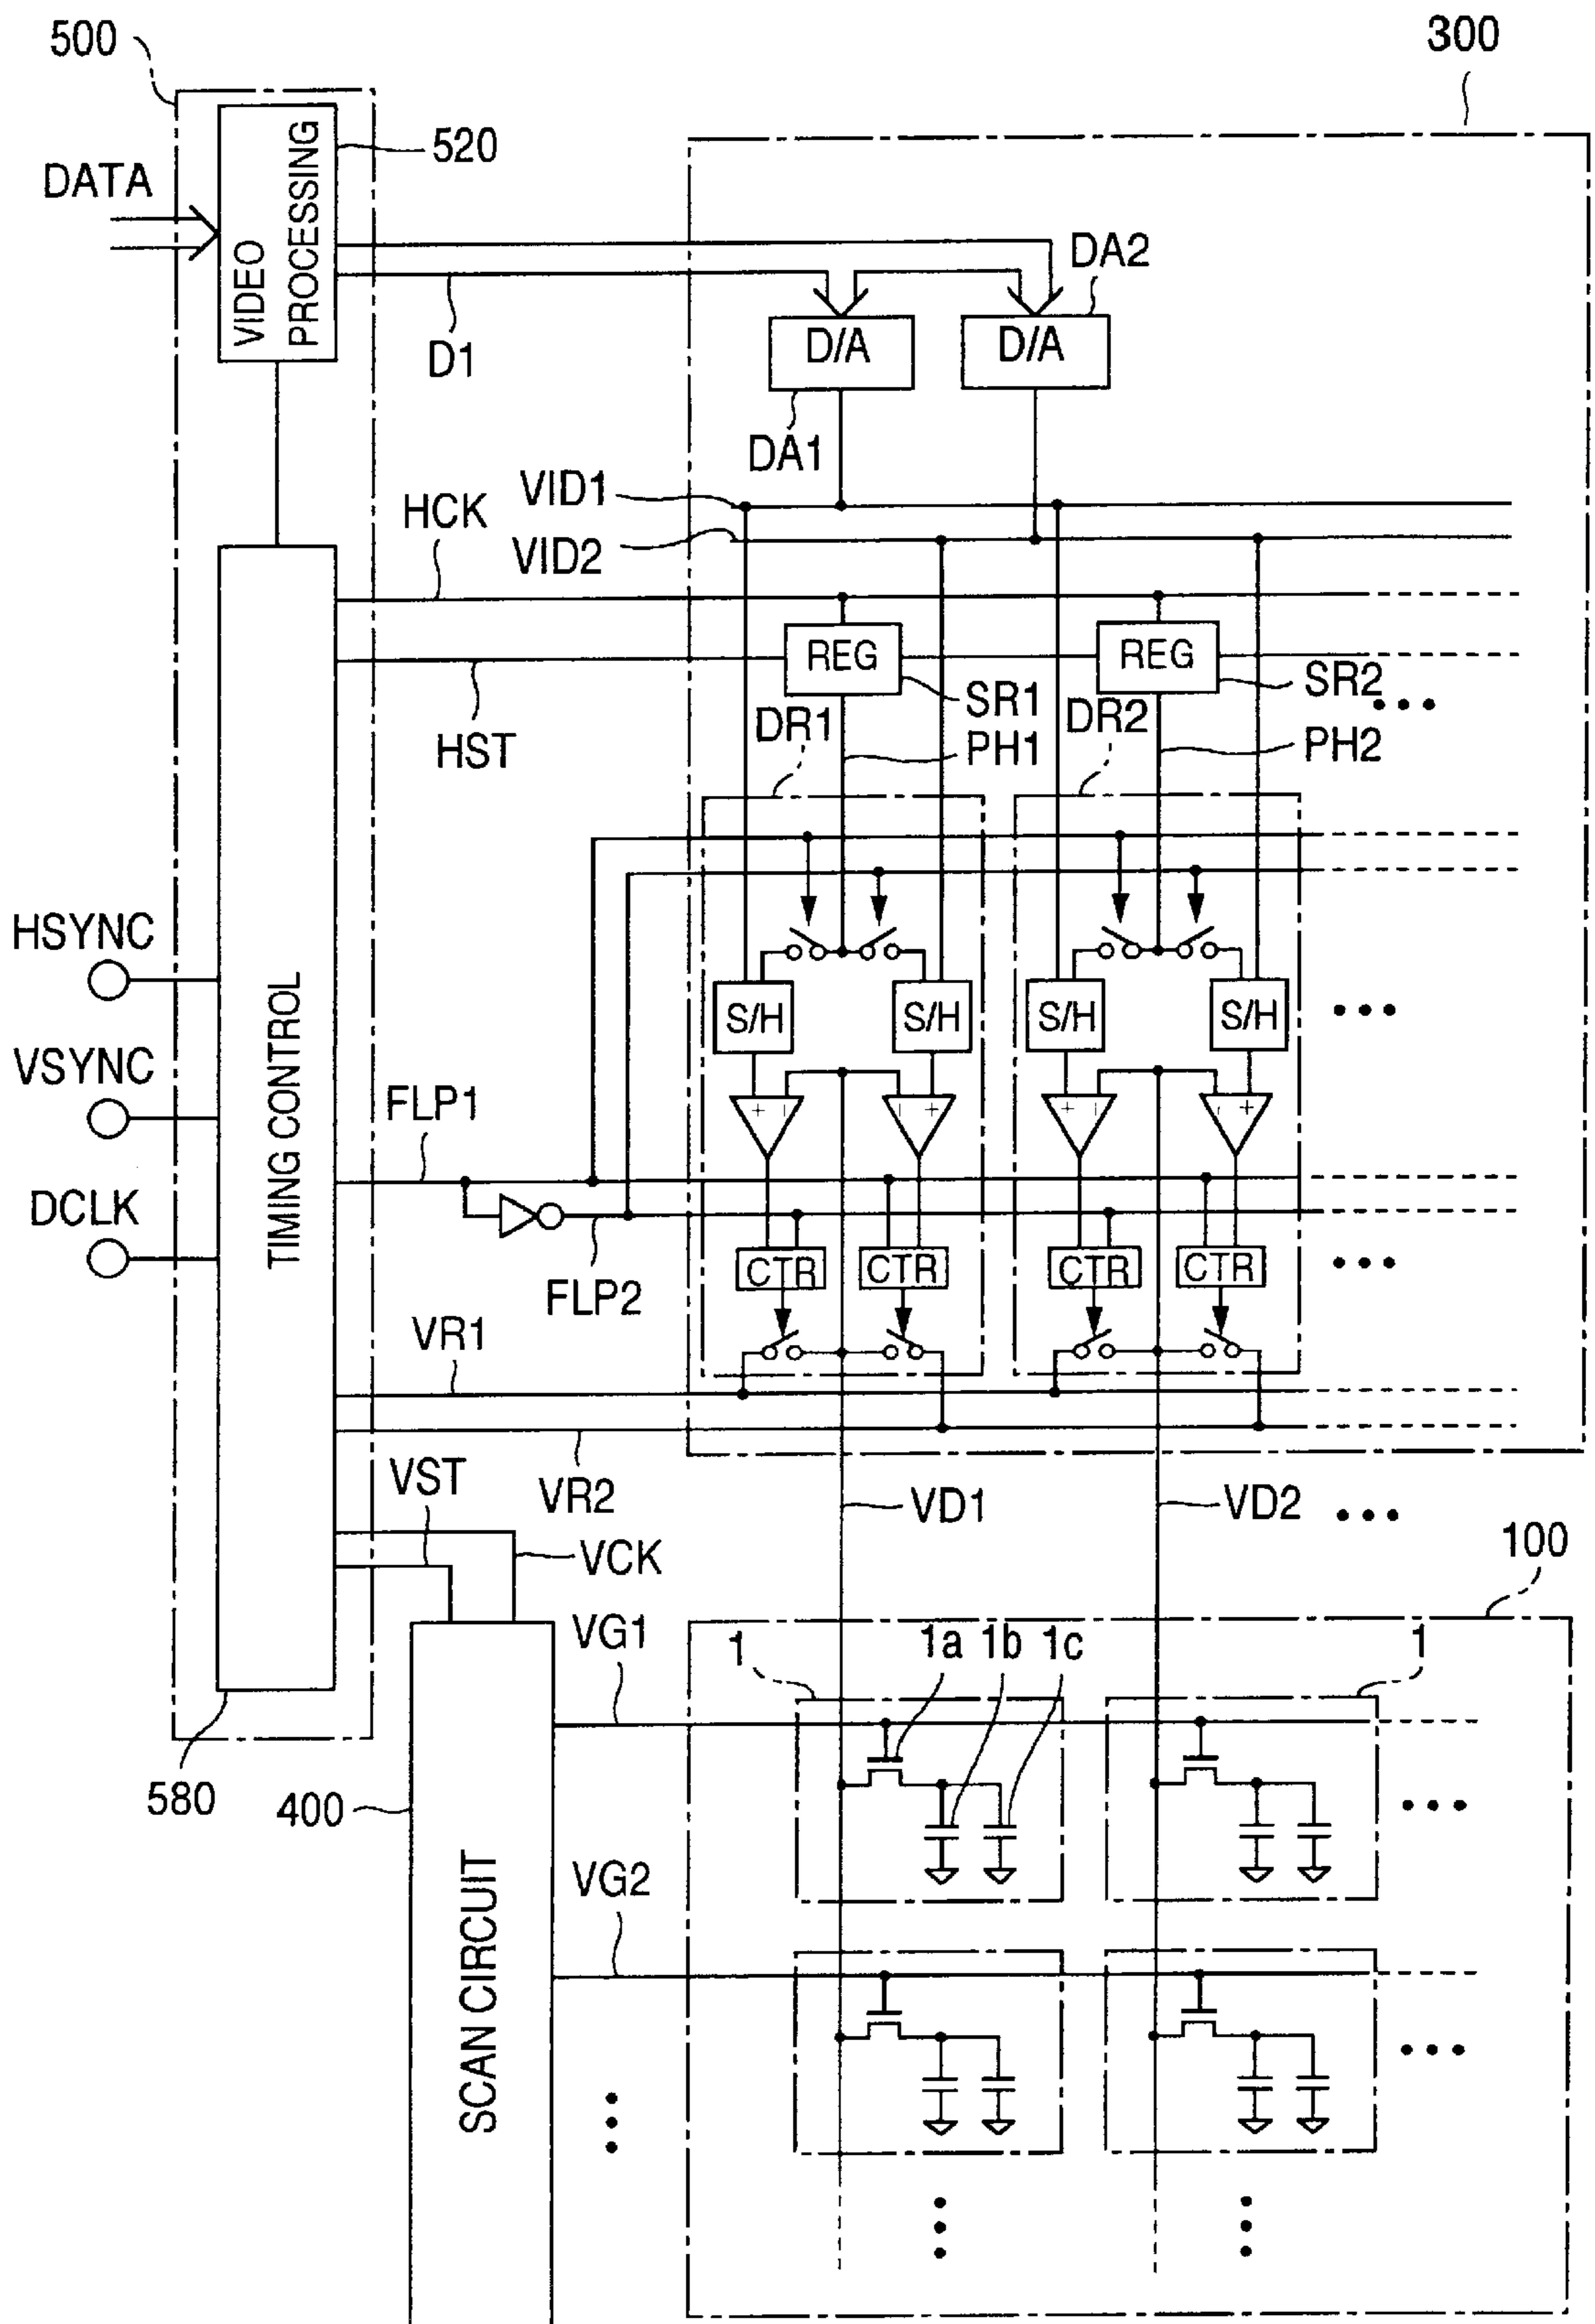 500
300
VIDEO
PROCESSING
520
DATA
D1
DA2
D/A
D/A
DA1
VID1
HCK
VID2
REG
REG
SR1
SR2
DR1
DR2
HST
PH1
PH2
HSYNC
S/H
S/H
S/H
S/H
VSYNC
TIMING CONTROL
FLP1
+ -
- +
+ -
- +
DCLK
CTR
CTR
CTR
CTR
FLP2
VR1
VR2
VST
VD1
VD2
VCK
100
VG1
1
1a
1b
1c
1
580
400
VG2
SCAN CIRCUIT